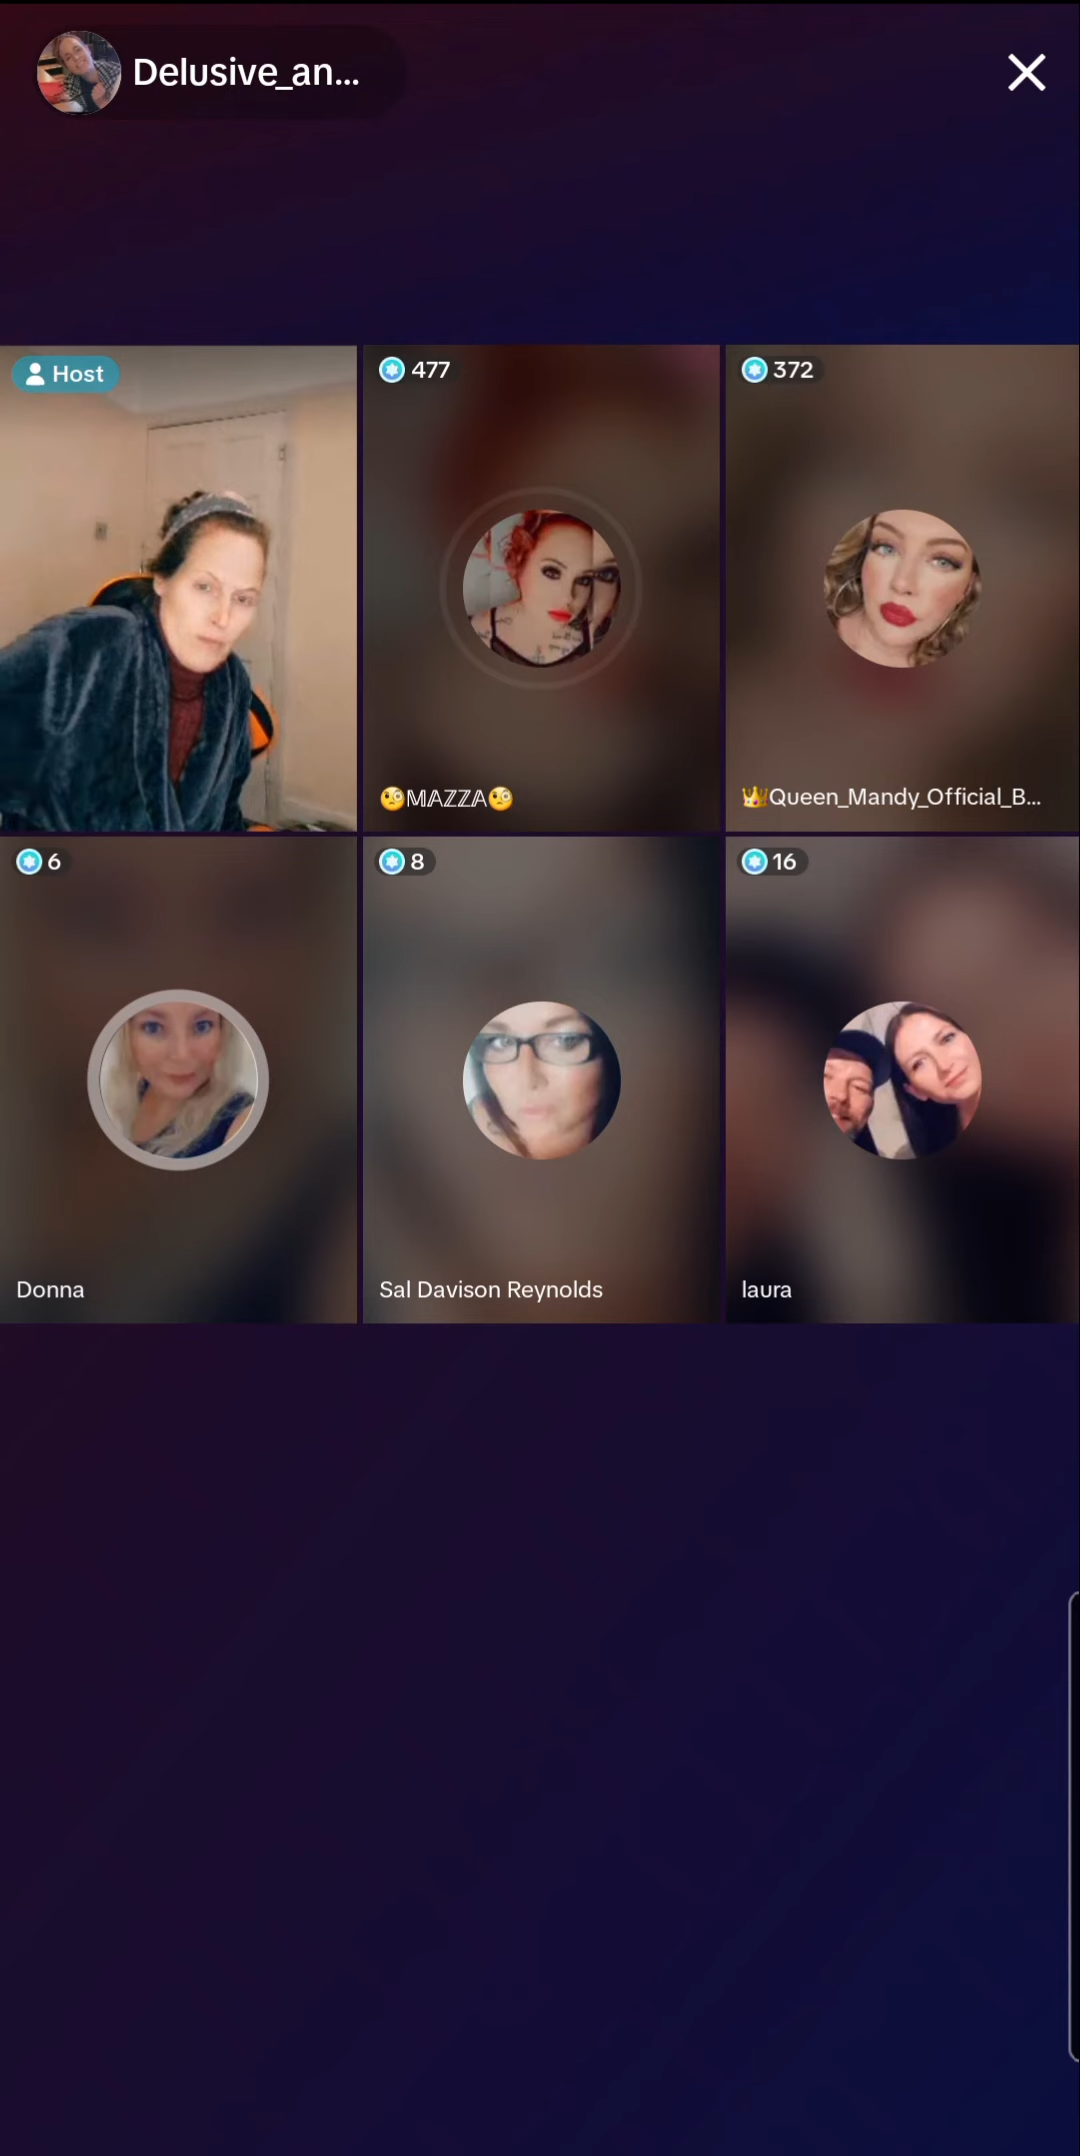 Delusive_an...
Host
477
372
🧐MAZZA🧐
👑Queen_Mandy_Official_B...
6
8
16
Donna
Sal Davison Reynolds
laura